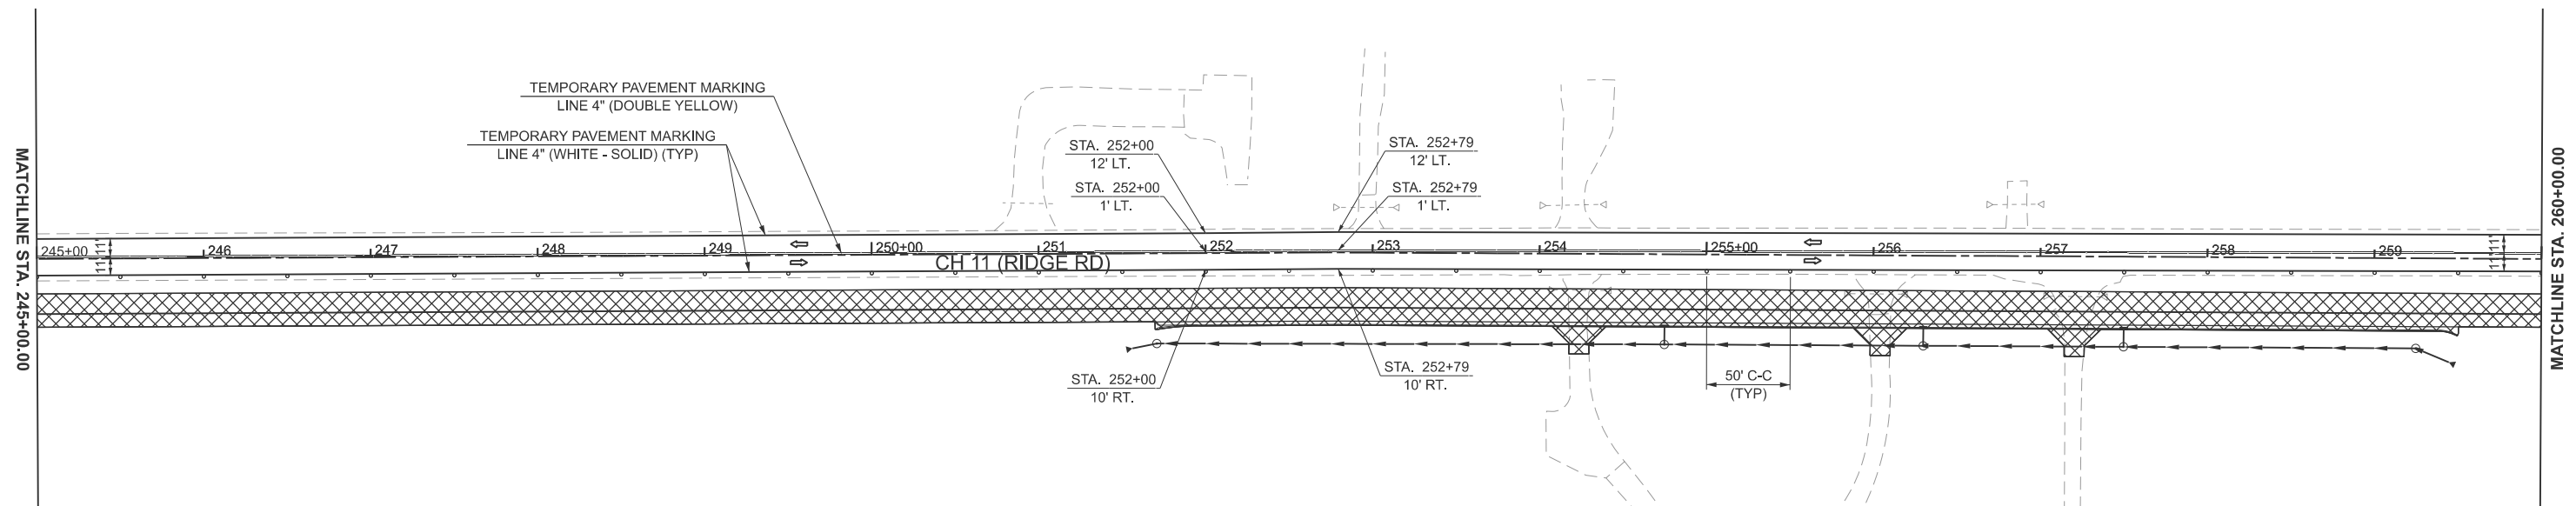 TEMPORARY PAVEMENT MARKING
LINE 4" (DOUBLE YELLOW)
TEMPORARY PAVEMENT MARKING
LINE 4" (WHITE - SOLID) (TYP)
STA. 252+00
12' LT.
STA. 252+00
1' LT.
STA. 252+79
12' LT.
STA. 252+79
1' LT.
MATCHLINE STA. 245+00.00
MATCHLINE STA. 260+00.00
11'
11'
245+00
246
247
248
249
250+00
251
252
253
254
255+00
256
257
258
259
11'
11'
CH 11 (RIDGE RD)
STA. 252+00
10' RT.
STA. 252+79
10' RT.
50' C-C
(TYP)